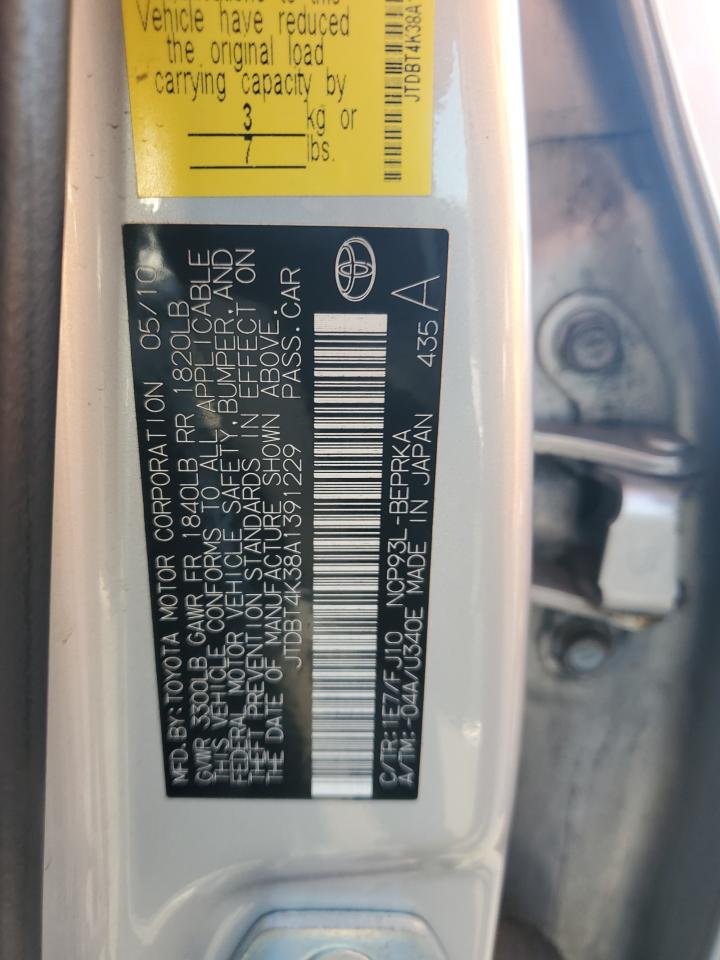 Vehicle have reduced
the original load
carrying capacity by
3 kg or
7 lbs.
JTDBT4K38A
MFD.BY:TOYOTA MOTOR CORPORATION 05/10
GVWR 3300LB GAWR FR 1840LB RR 1820LB
THIS VEHICLE CONFORMS TO ALL APPLICABLE
FEDERAL MOTOR VEHICLE SAFETY,BUMPER,AND
THEFT PREVENTION STANDARDS IN EFFECT ON
THE DATE OF MANUFACTURE SHOWN ABOVE.
JTDBT4K38A1391229 PASS.CAR
C/TR: 1E7/FJ10 NCP93L-BEPRKA
A/TM:-04A/U340E MADE IN JAPAN 435 A